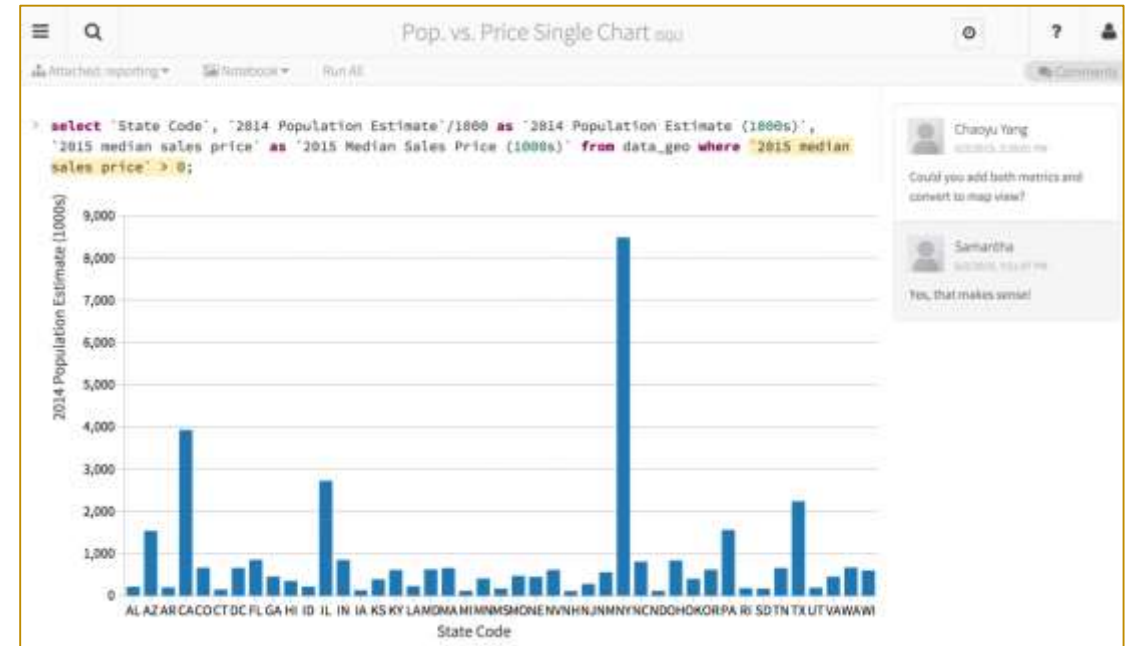 Pop. vs. Price Single Chart (SQL)
?
Attached: reporting
Notebook
Run All
Comments
> select `State Code`, `2014 Population Estimate`/1000 as `2014 Population Estimate (1000s)`,
`2015 median sales price` as `2015 Median Sales Price (1000s)` from data_geo where `2015 median
sales price` > 0;
Chaoyu Yang
Could you add both metrics and
convert to map view?
Samantha
Yes, that makes sense!
2014 Population Estimate (1000s)
9,000
8,000
7,000
6,000
5,000
4,000
3,000
2,000
1,000
0
AL AZ AR CA CO CT DC FL GA HI ID IL IN IA KS KY LA MD MA MI MN MS MO NE NV NH NJ NM NY NC ND OH OK OR PA RI SD TN TX UT VA WA WI
State Code